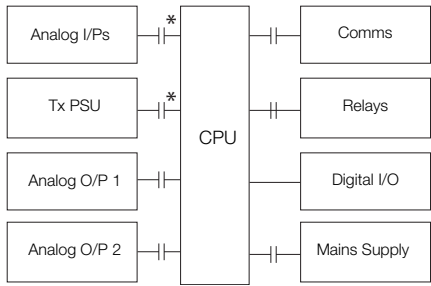 Analog I/Ps
*
Comms
Tx PSU
*
Relays
CPU
Analog O/P 1
Digital I/O
Analog O/P 2
Mains Supply